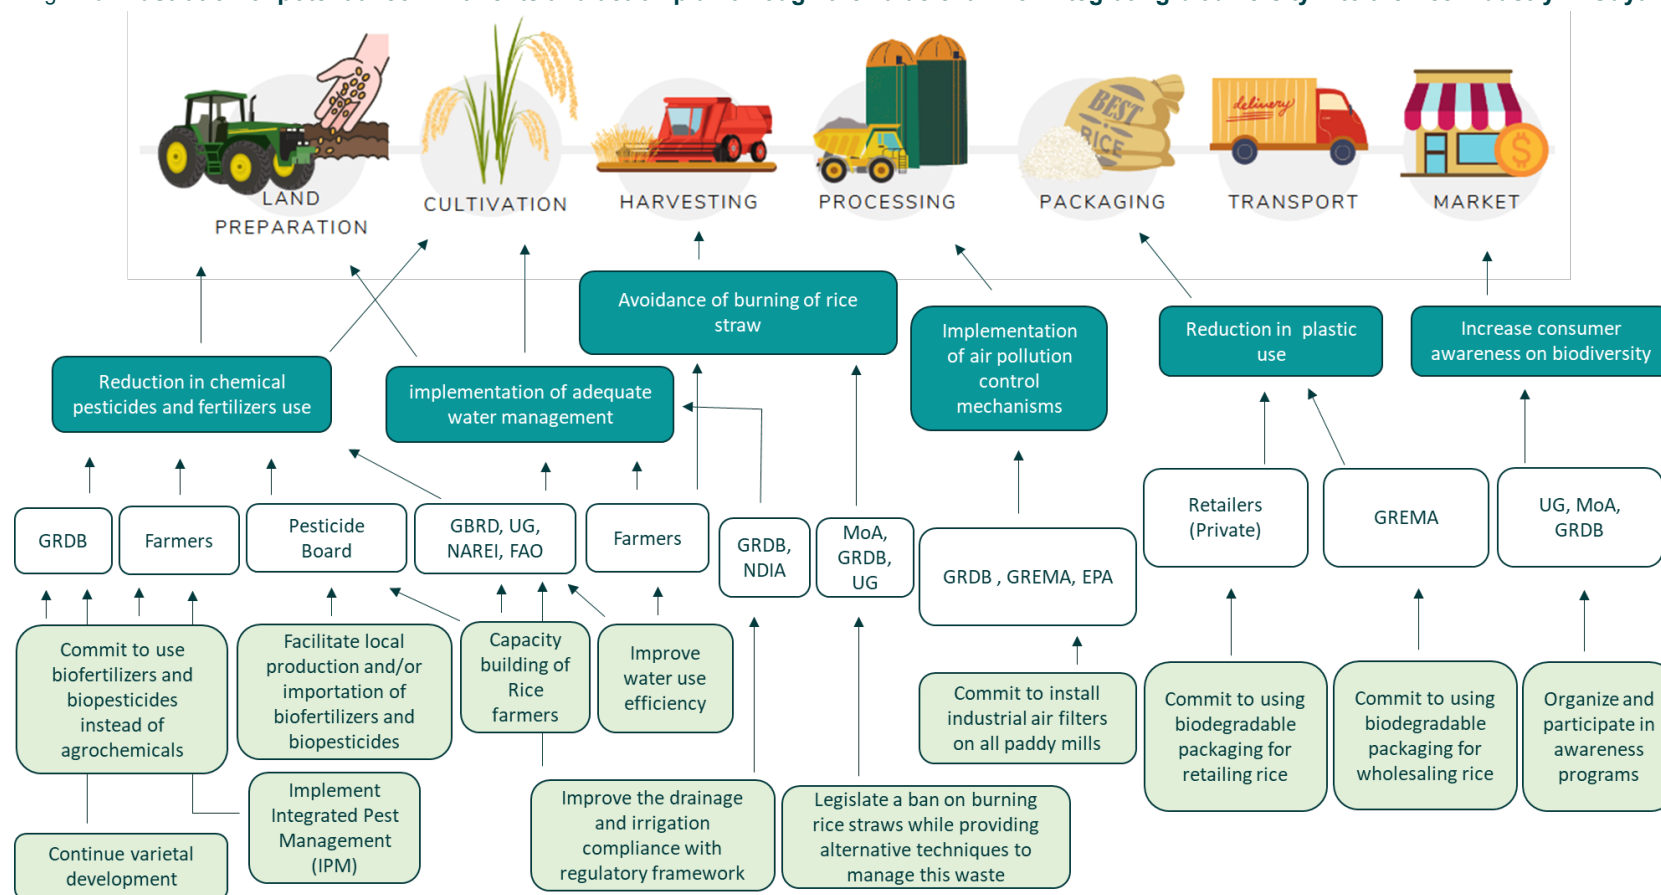 LAND
PREPARATION
CULTIVATION
HARVESTING
PROCESSING
BEST
RICE
PACKAGING
delivery
TRANSPORT
$
MARKET
Avoidance of burning of rice
straw
Implementation
of air pollution
control
mechanisms
Reduction in plastic
use
Increase consumer
awareness on biodiversity
Reduction in chemical
pesticides and fertilizers use
implementation of adequate
water management
GRDB
Farmers
Pesticide
Board
GBRD, UG,
NAREI, FAO
Farmers
GRDB,
NDIA
MoA,
GRDB,
UG
GRDB , GREMA, EPA
Retailers
(Private)
GREMA
UG, MoA,
GRDB
Commit to use
biofertilizers and
biopesticides
instead of
agrochemicals
Facilitate local
production and/or
importation of
biofertilizers and
biopesticides
Capacity
building of
Rice
farmers
Improve
water use
efficiency
Commit to install
industrial air filters
on all paddy mills
Commit to using
biodegradable
packaging for
retailing rice
Commit to using
biodegradable
packaging for
wholesaling rice
Organize and
participate in
awareness
programs
Continue varietal
development
Implement
Integrated Pest
Management
(IPM)
Improve the drainage
and irrigation
compliance with
regulatory framework
Legislate a ban on burning
rice straws while providing
alternative techniques to
manage this waste